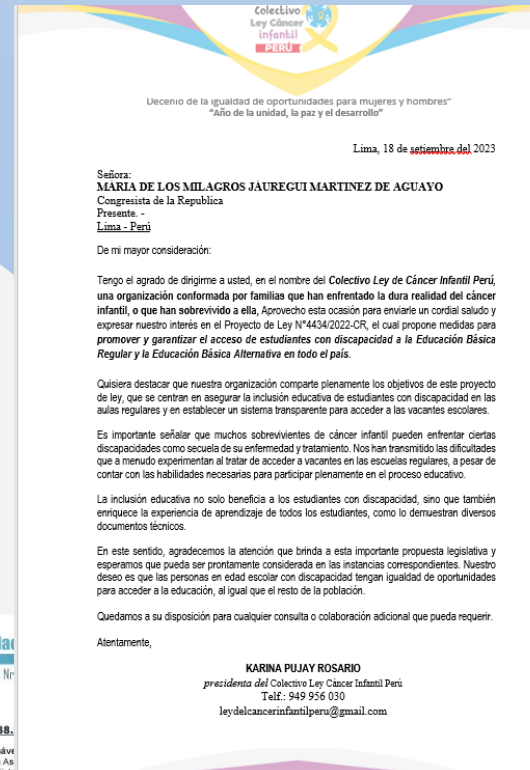 Colectivo
Ley Cáncer
infantil
PERÚ
Decenio de la igualdad de oportunidades para mujeres y hombres"
"Año de la unidad, la paz y el desarrollo"
Lima, 18 de setiembre del 2023
Señora:
MARIA DE LOS MILAGROS JÁUREGUI MARTINEZ DE AGUAYO
Congresista de la Republica
Presente. -
Lima - Perú
De mi mayor consideración:
Tengo el agrado de dirigirme a usted, en el nombre del Colectivo Ley de Cáncer Infantil Perú,
una organización conformada por familias que han enfrentado la dura realidad del cáncer
infantil, o que han sobrevivido a ella, Aprovecho esta ocasión para enviarle un cordial saludo y
expresar nuestro interés en el Proyecto de Ley N°4434/2022-CR, el cual propone medidas para
promover y garantizar el acceso de estudiantes con discapacidad a la Educación Básica
Regular y la Educación Básica Alternativa en todo el país.
Quisiera destacar que nuestra organización comparte plenamente los objetivos de este proyecto
de ley, que se centran en asegurar la inclusión educativa de estudiantes con discapacidad en las
aulas regulares y en establecer un sistema transparente para acceder a las vacantes escolares.
Es importante señalar que muchos sobrevivientes de cáncer infantil pueden enfrentar ciertas
discapacidades como secuela de su enfermedad y tratamiento. Nos han transmitido las dificultades
que a menudo experimentan al tratar de acceder a vacantes en las escuelas regulares, a pesar de
contar con las habilidades necesarias para participar plenamente en el proceso educativo.
La inclusión educativa no solo beneficia a los estudiantes con discapacidad, sino que también
enriquece la experiencia de aprendizaje de todos los estudiantes, como lo demuestran diversos
documentos técnicos.
En este sentido, agradecemos la atención que brinda a esta importante propuesta legislativa y
esperamos que pueda ser prontamente considerada en las instancias correspondientes. Nuestro
deseo es que las personas en edad escolar con discapacidad tengan igualdad de oportunidades
para acceder a la educación, al igual que el resto de la población.
Quedamos a su disposición para cualquier consulta o colaboración adicional que pueda requerir.
Atentamente,
KARINA PUJAY ROSARIO
presidenta del Colectivo Ley Cáncer Infantil Perú
Telf.: 949 956 030
leydelcancerinfantilperu@gmail.com